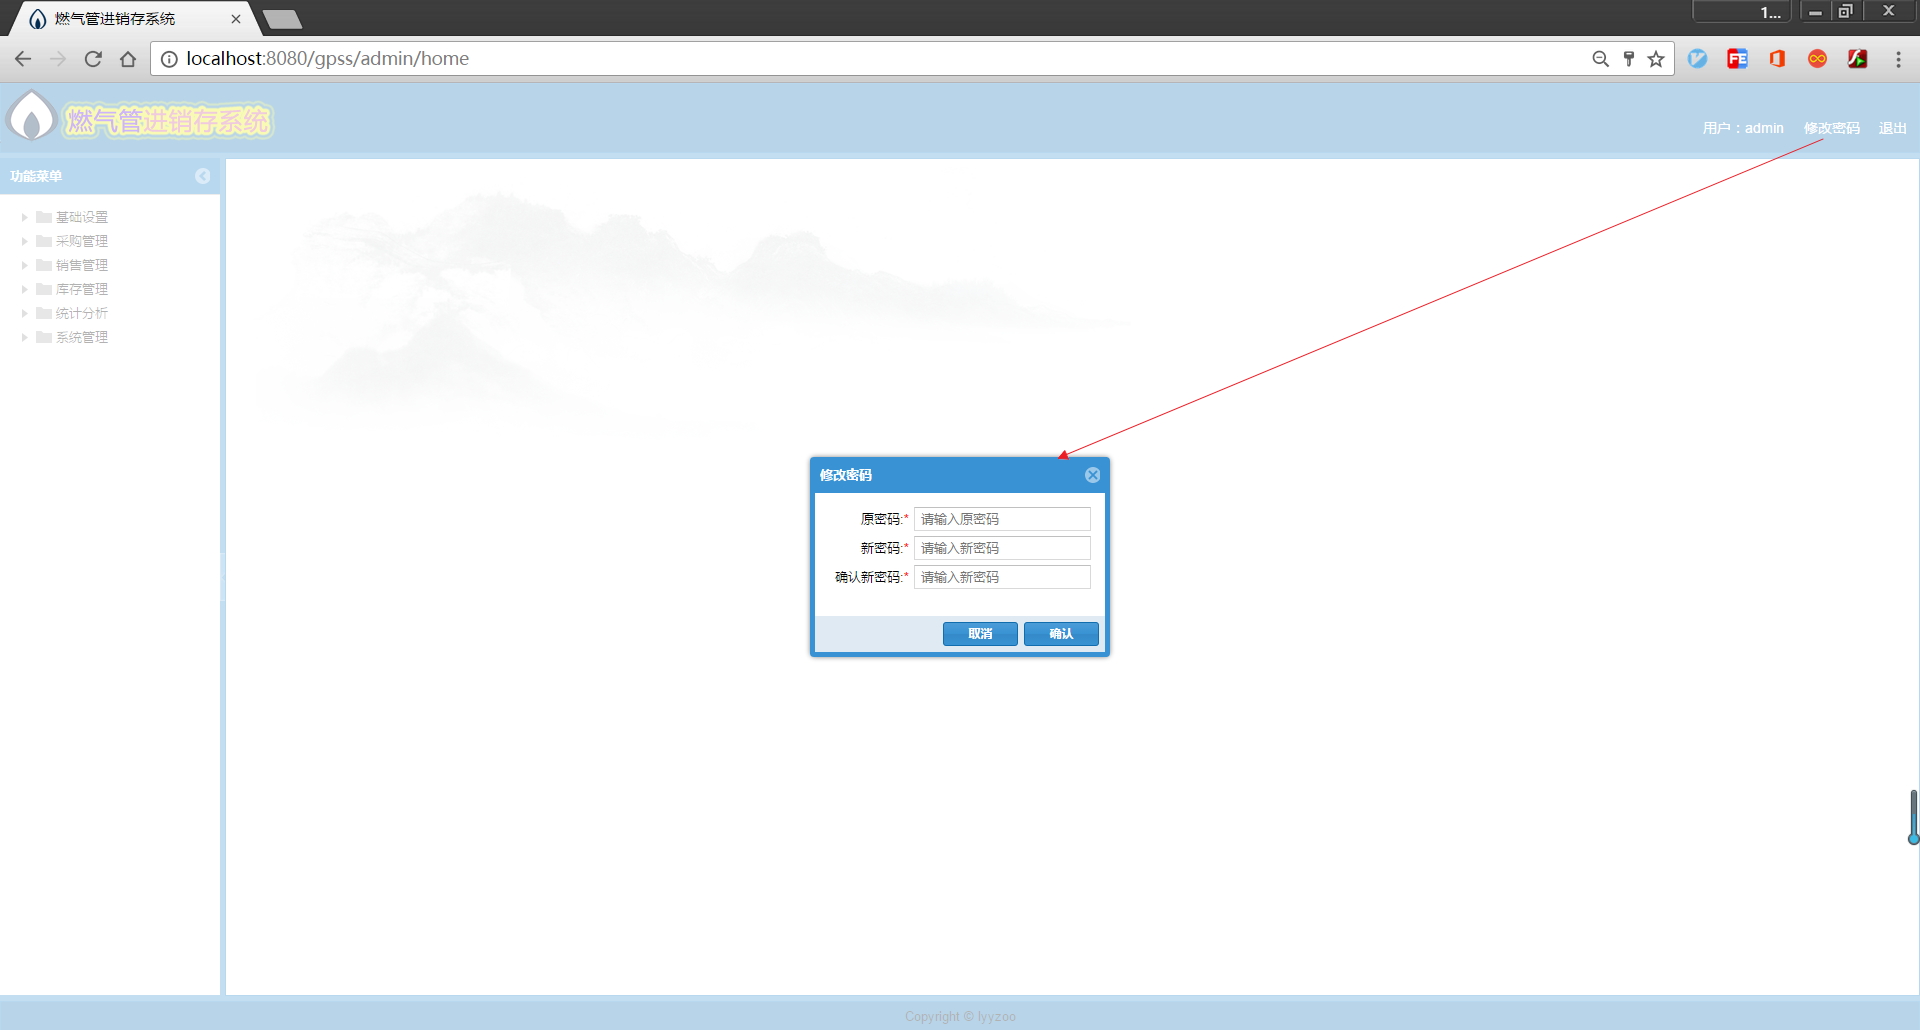 燃气管进销存系统
1...
localhost:8080/gpss/admin/home
燃气管进销存系统
用户：admin 修改密码 退出
功能菜单
基础设置
采购管理
销售管理
库存管理
统计分析
系统管理
修改密码
原密码:* 请输入原密码
新密码:* 请输入新密码
确认新密码:* 请输入新密码
取消 确认
Copyright © lyyzoo